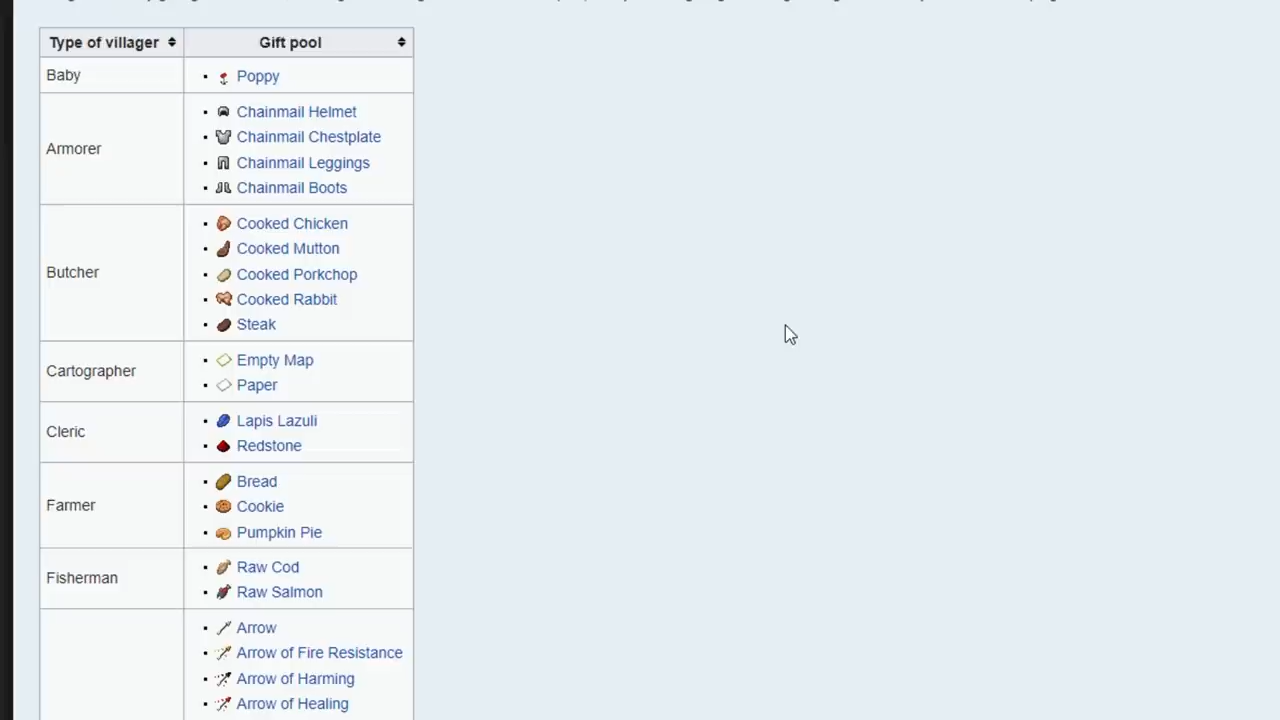 Type of villager Gift pool
Baby
Poppy
Armorer
Chainmail Helmet
Chainmail Chestplate
Chainmail Leggings
Chainmail Boots
Butcher
Cooked Chicken
Cooked Mutton
Cooked Porkchop
Cooked Rabbit
Steak
Cartographer
Empty Map
Paper
Cleric
Lapis Lazuli
Redstone
Farmer
Bread
Cookie
Pumpkin Pie
Fisherman
Raw Cod
Raw Salmon
Arrow
Arrow of Fire Resistance
Arrow of Harming
Arrow of Healing